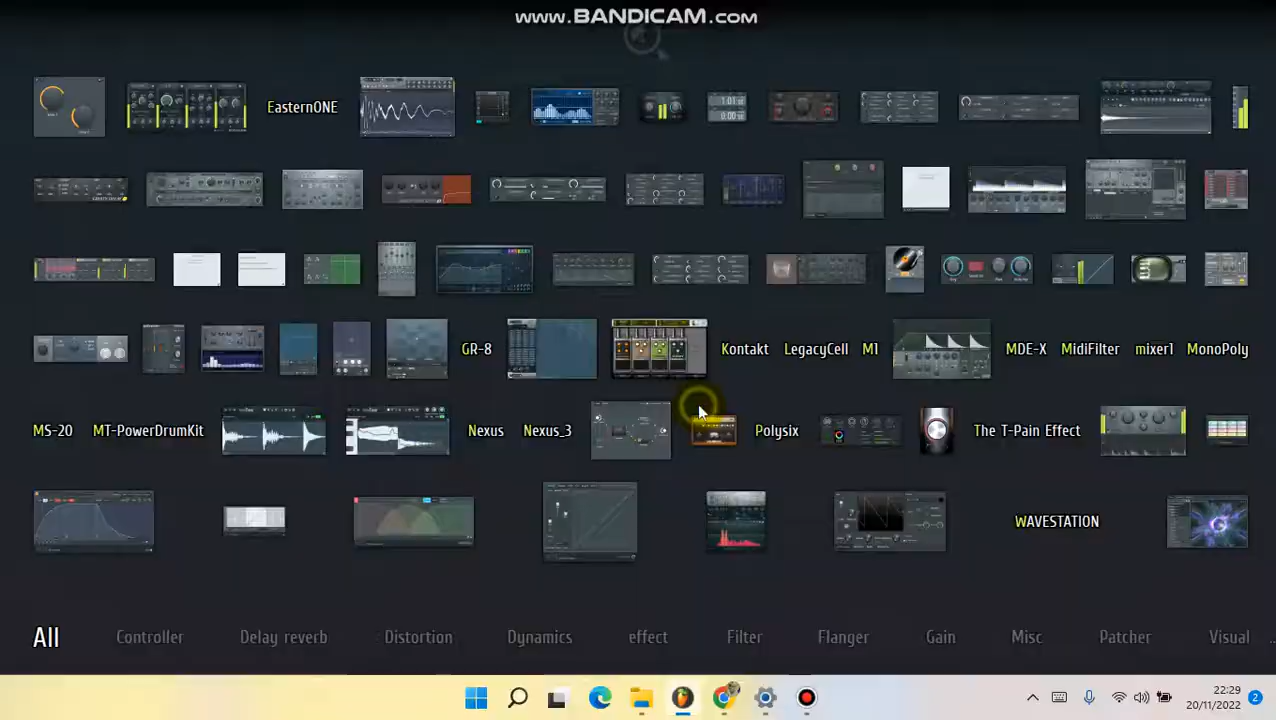 www.BANDICAM.com
EasternONE
GR-8
Kontakt LegacyCell M1
MDE-X MidiFilter mixer1 MonoPoly
MS-20 MT-PowerDrumKit
Nexus Nexus_3
Polysix
The T-Pain Effect
WAVESTATION
All Controller Delay reverb Distortion Dynamics effect Filter Flanger Gain Misc Patcher Visual ...
22:29
20/11/2022
2